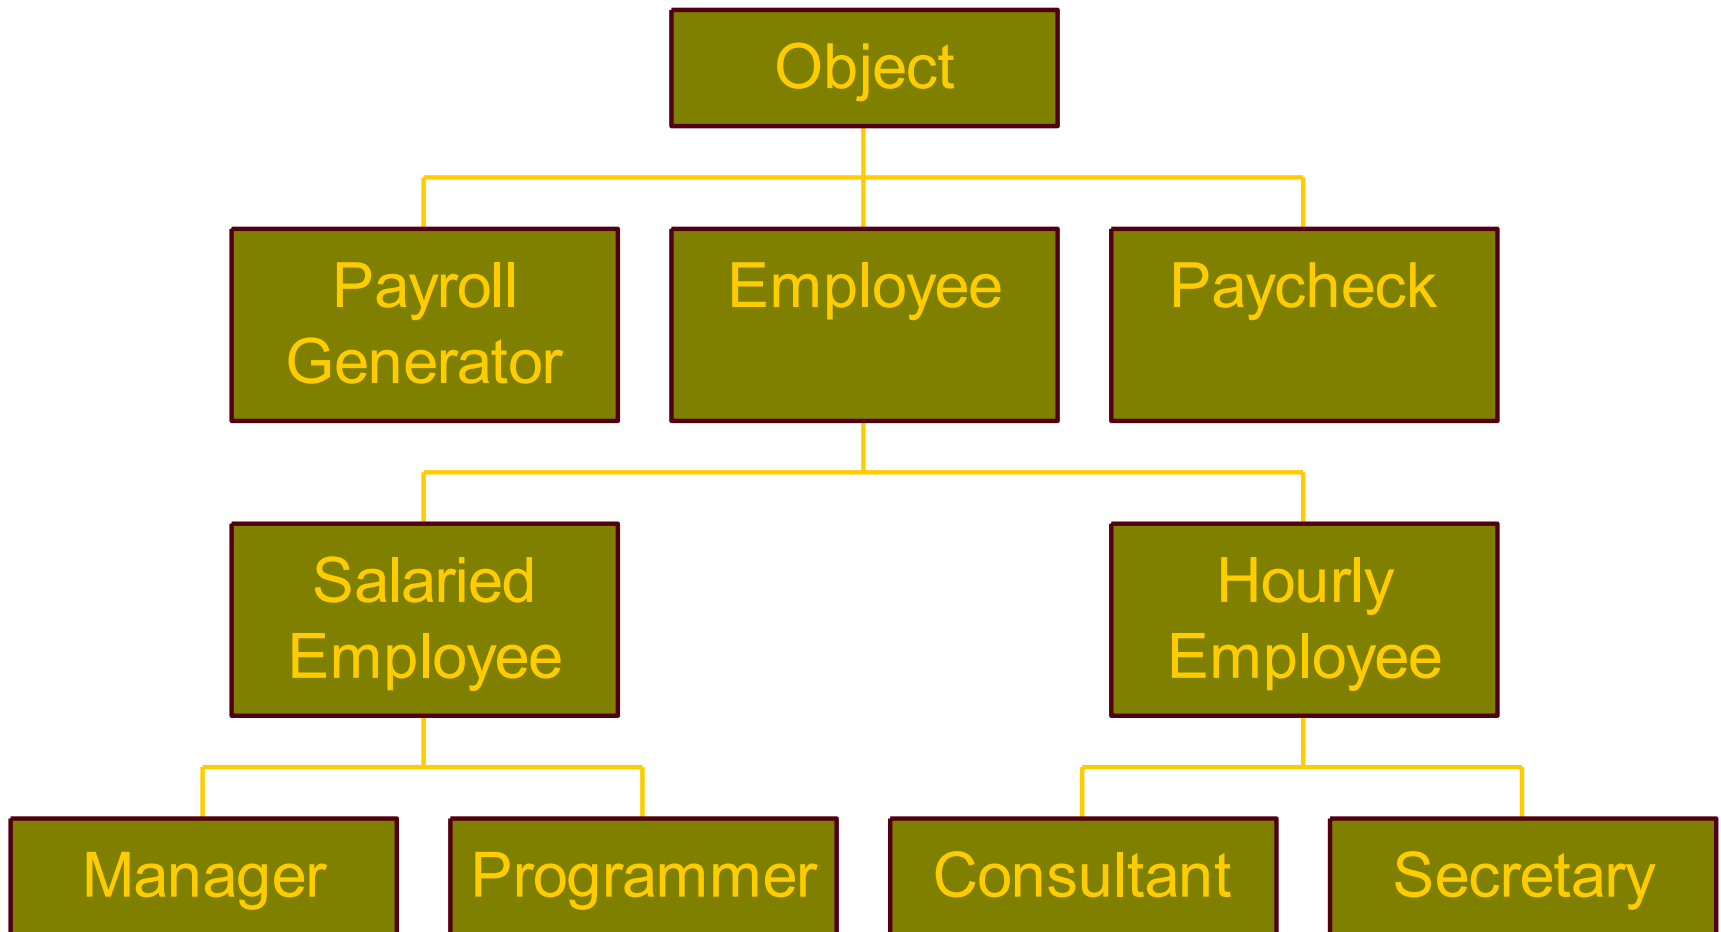 Object
Payroll
Generator
Employee
Paycheck
Salaried
Employee
Hourly
Employee
Manager
Programmer
Consultant
Secretary